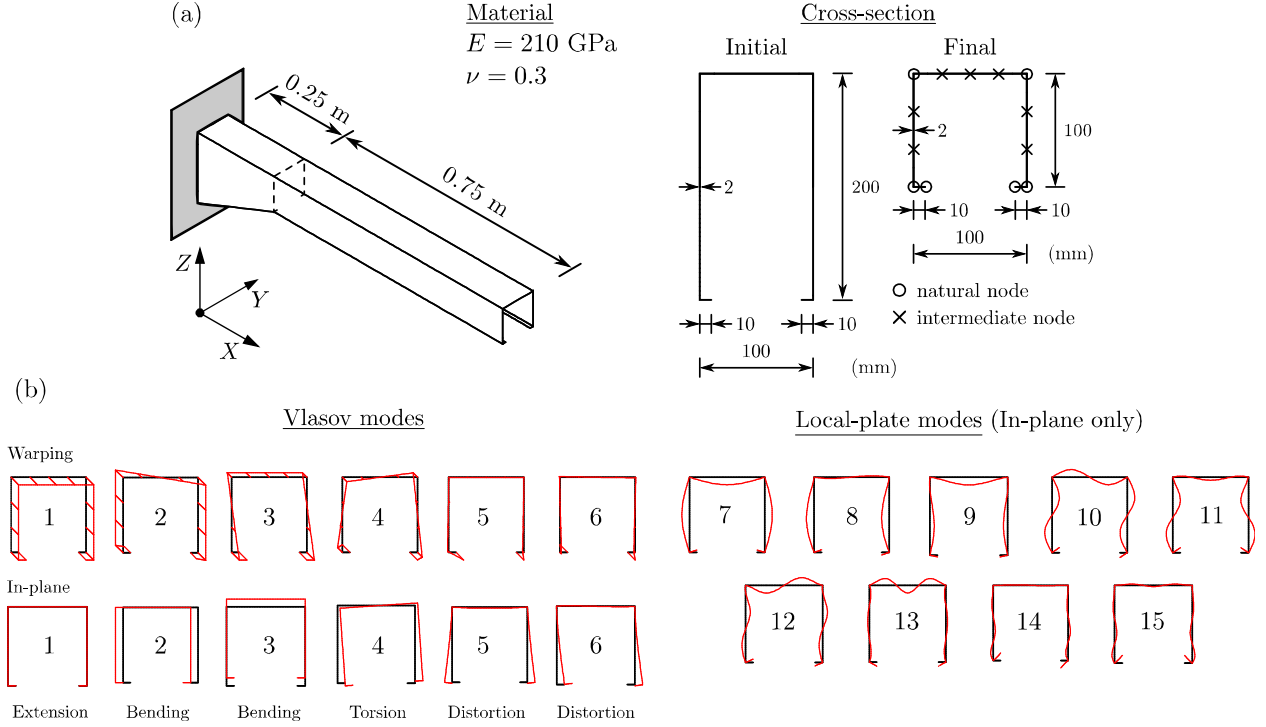 (a)
Material
E = 210 GPa
ν = 0.3
0.25 m
0.75 m
Z
Y
X
Cross-section
Initial
Final
2
200
10
10
100
(mm)
2
100
10
10
100
(mm)
natural node
intermediate node
(b)
Vlasov modes
Warping
1
2
3
4
5
6
In-plane
1
2
3
4
5
6
Extension
Bending
Bending
Torsion
Distortion
Distortion
Local-plate modes (In-plane only)
7
8
9
10
11
12
13
14
15